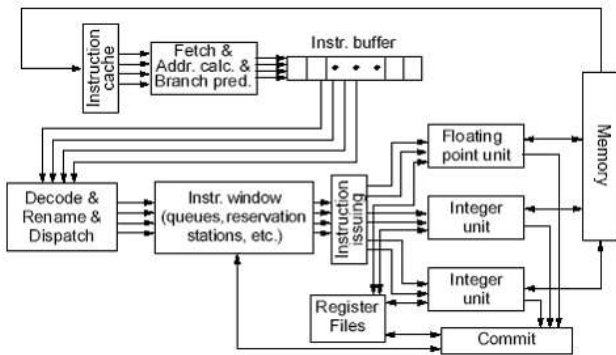 Instruction
cache
Fetch &
Addr. calc. &
Branch pred.
Instr. buffer
Memory
Floating
point unit
Decode &
Rename &
Dispatch
Instr. window
(queues, reservation
stations, etc.)
Instruction
issuing
Integer
unit
Integer
unit
Register
Files
Commit